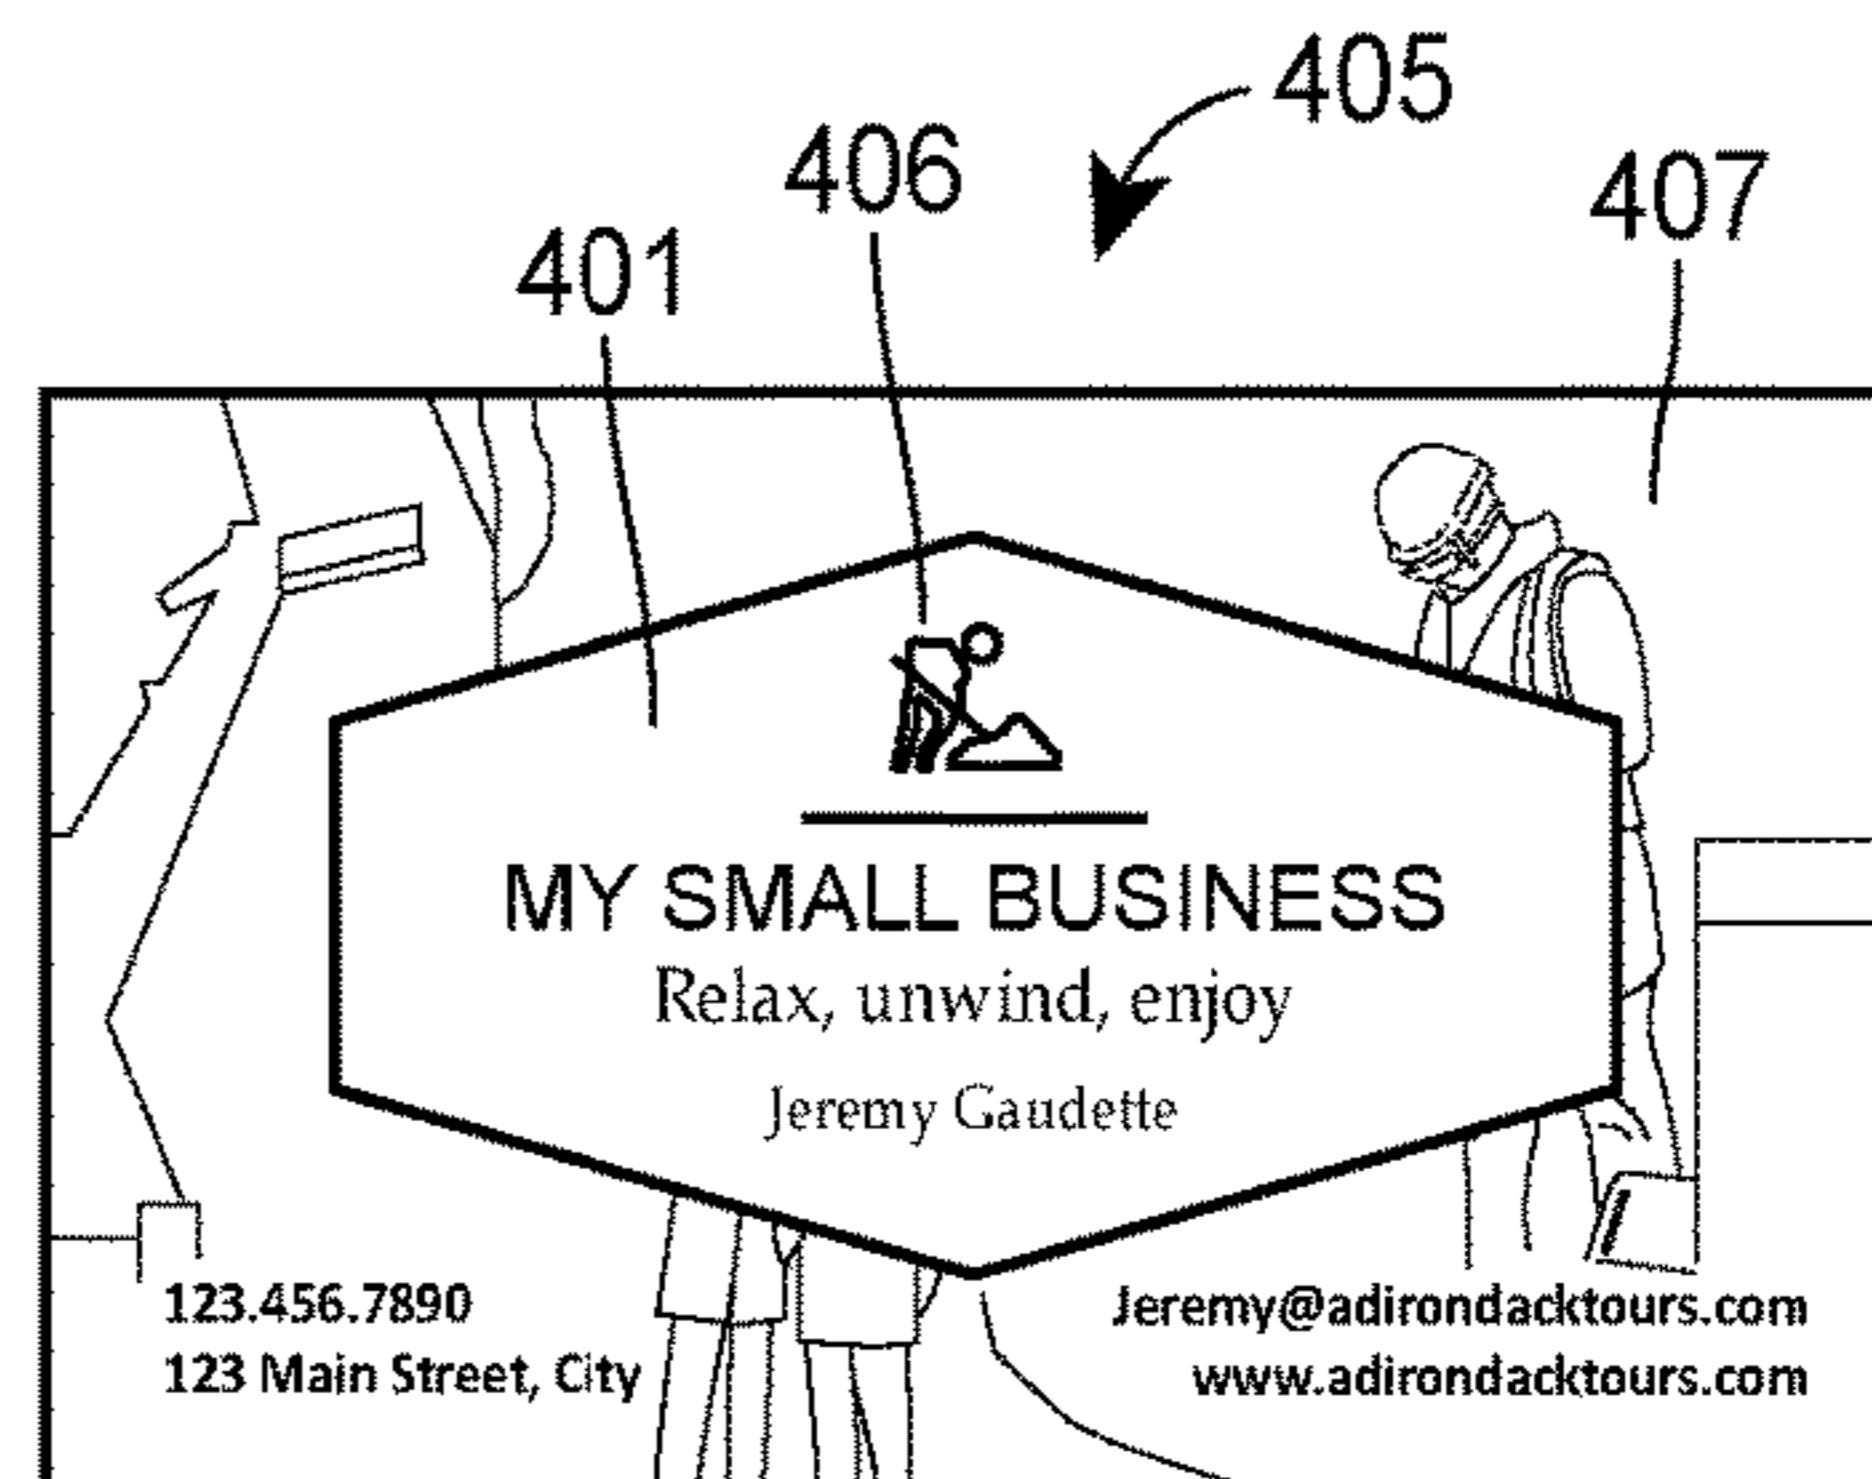 405
406
407
401
MY SMALL BUSINESS
Relax, unwind, enjoy
Jeremy Gaudette
123.456.7890
123 Main Street, City
Jeremy@adirondacktours.com
www.adirondacktours.com